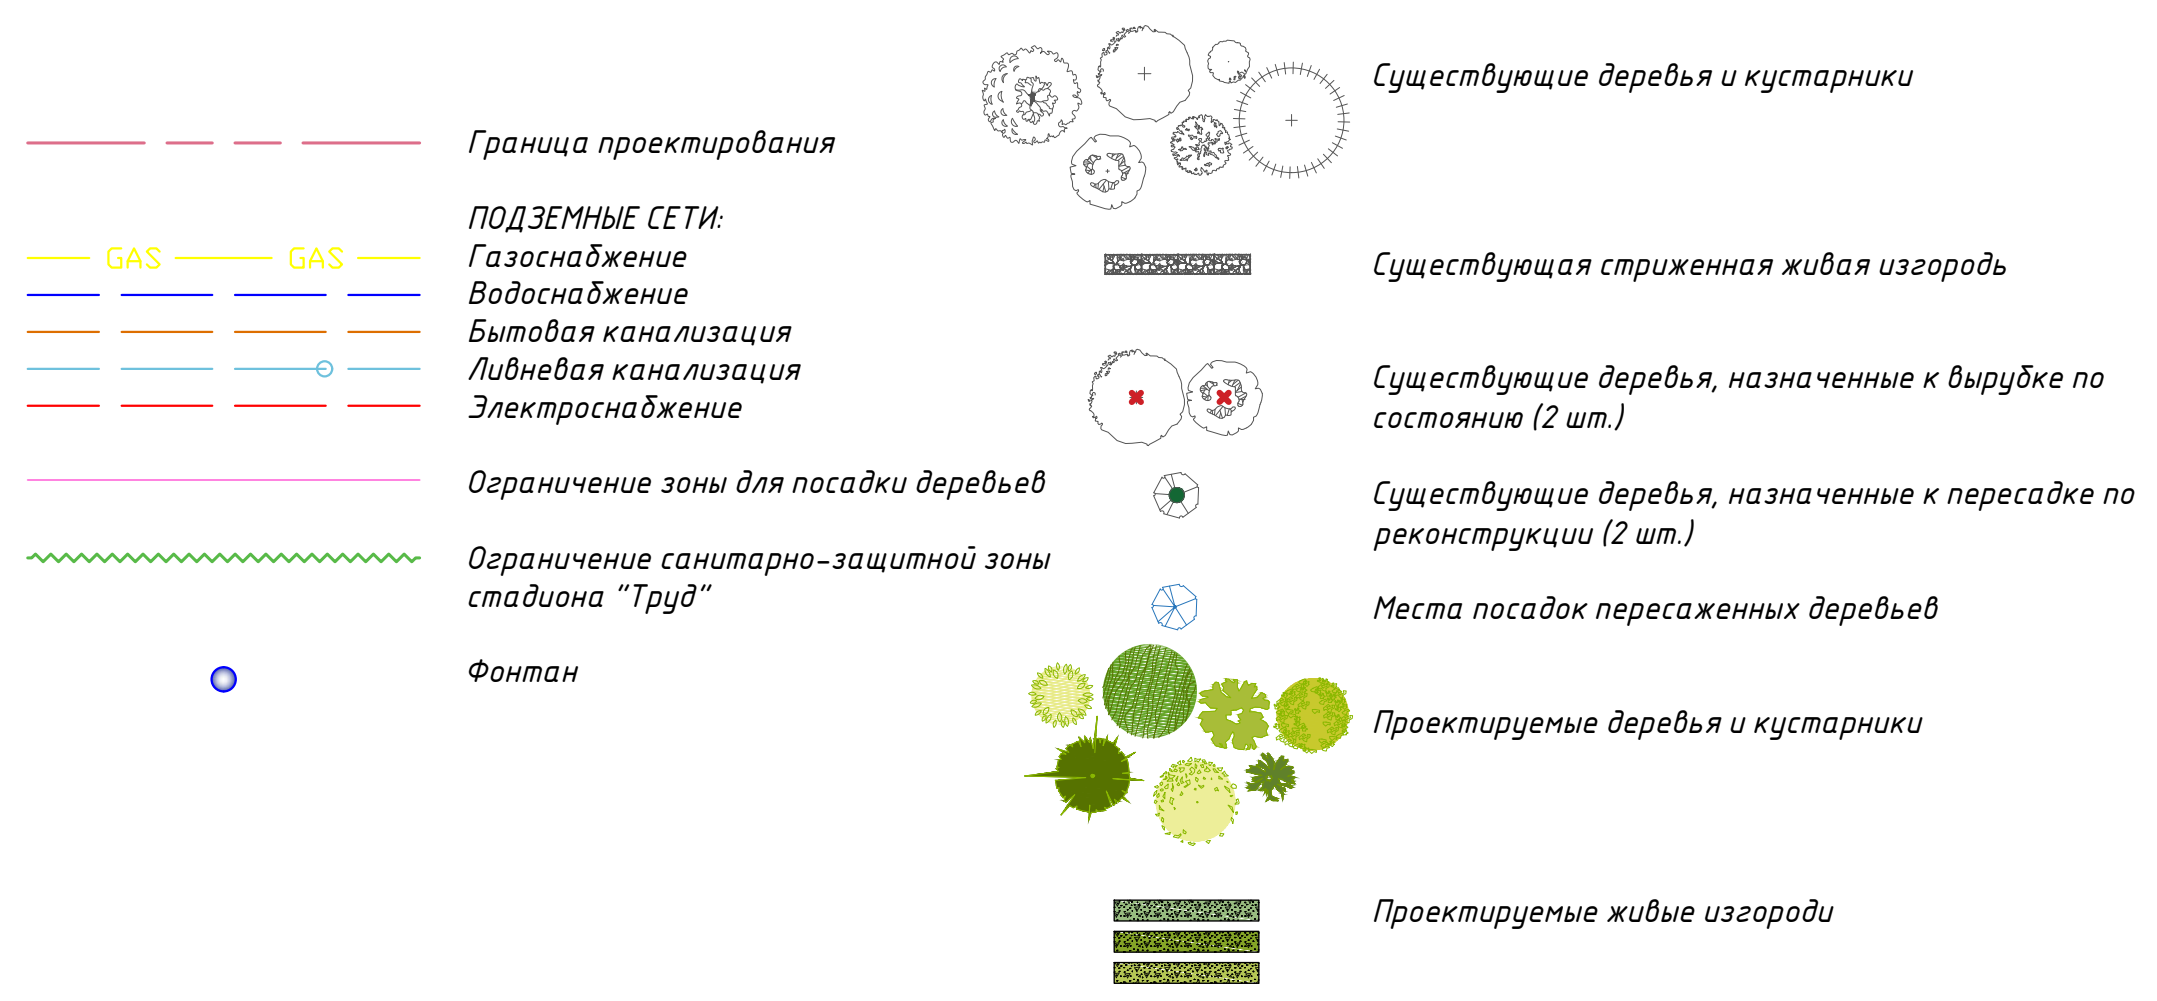 Граница проектирования
ПОДЗЕМНЫЕ СЕТИ:
GAS GAS Газоснабжение
Водоснабжение
Бытовая канализация
Ливневая канализация
Электроснабжение
Ограничение зоны для посадки деревьев
Ограничение санитарно-защитной зоны
стадиона "Труд"
Фонтан
Существующие деревья и кустарники
Существующая стриженная живая изгородь
Существующие деревья, назначенные к вырубке по
состоянию (2 шт.)
Существующие деревья, назначенные к пересадке по
реконструкции (2 шт.)
Места посадок пересаженных деревьев
Проектируемые деревья и кустарники
Проектируемые живые изгороди